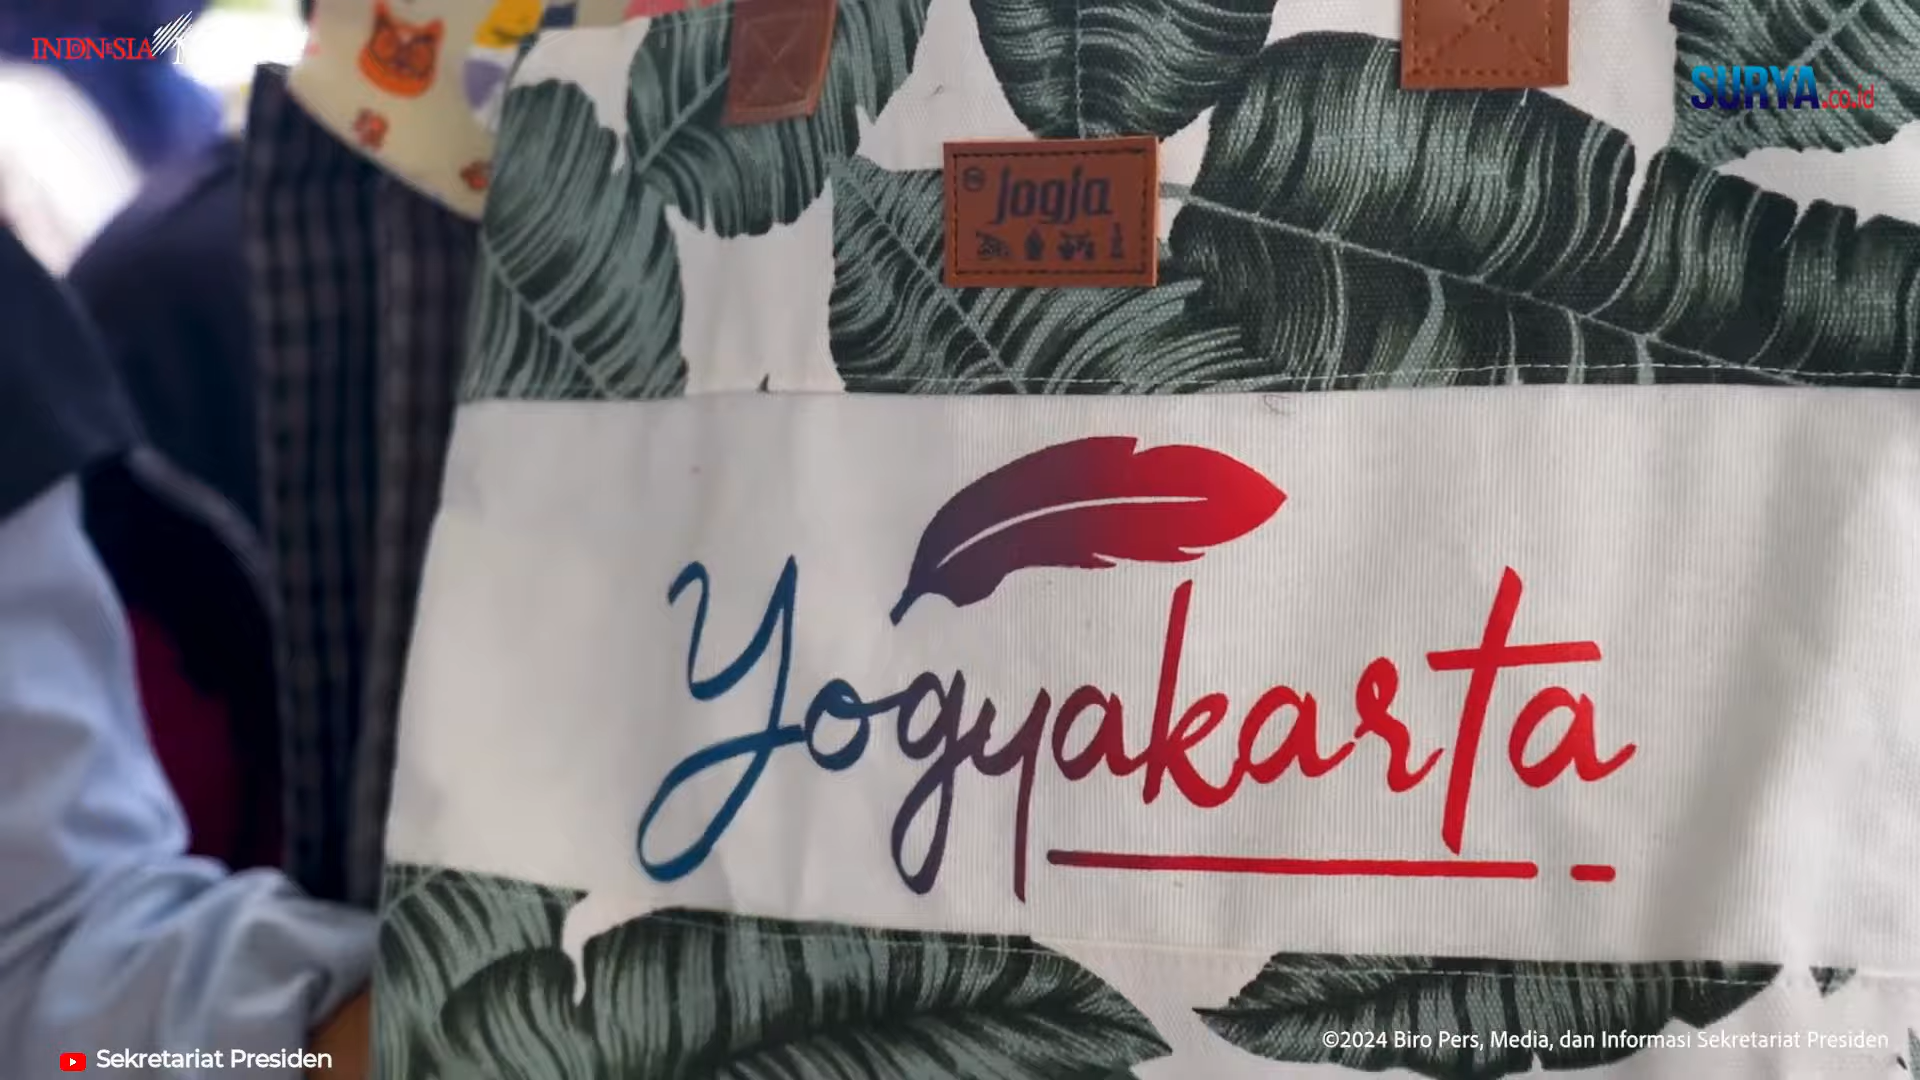 INDONESIA
SURYA.co.id
jogja
Yogyakarta
©2024 Biro Pers, Media, dan Informasi Sekretariat Presiden
Sekretariat Presiden